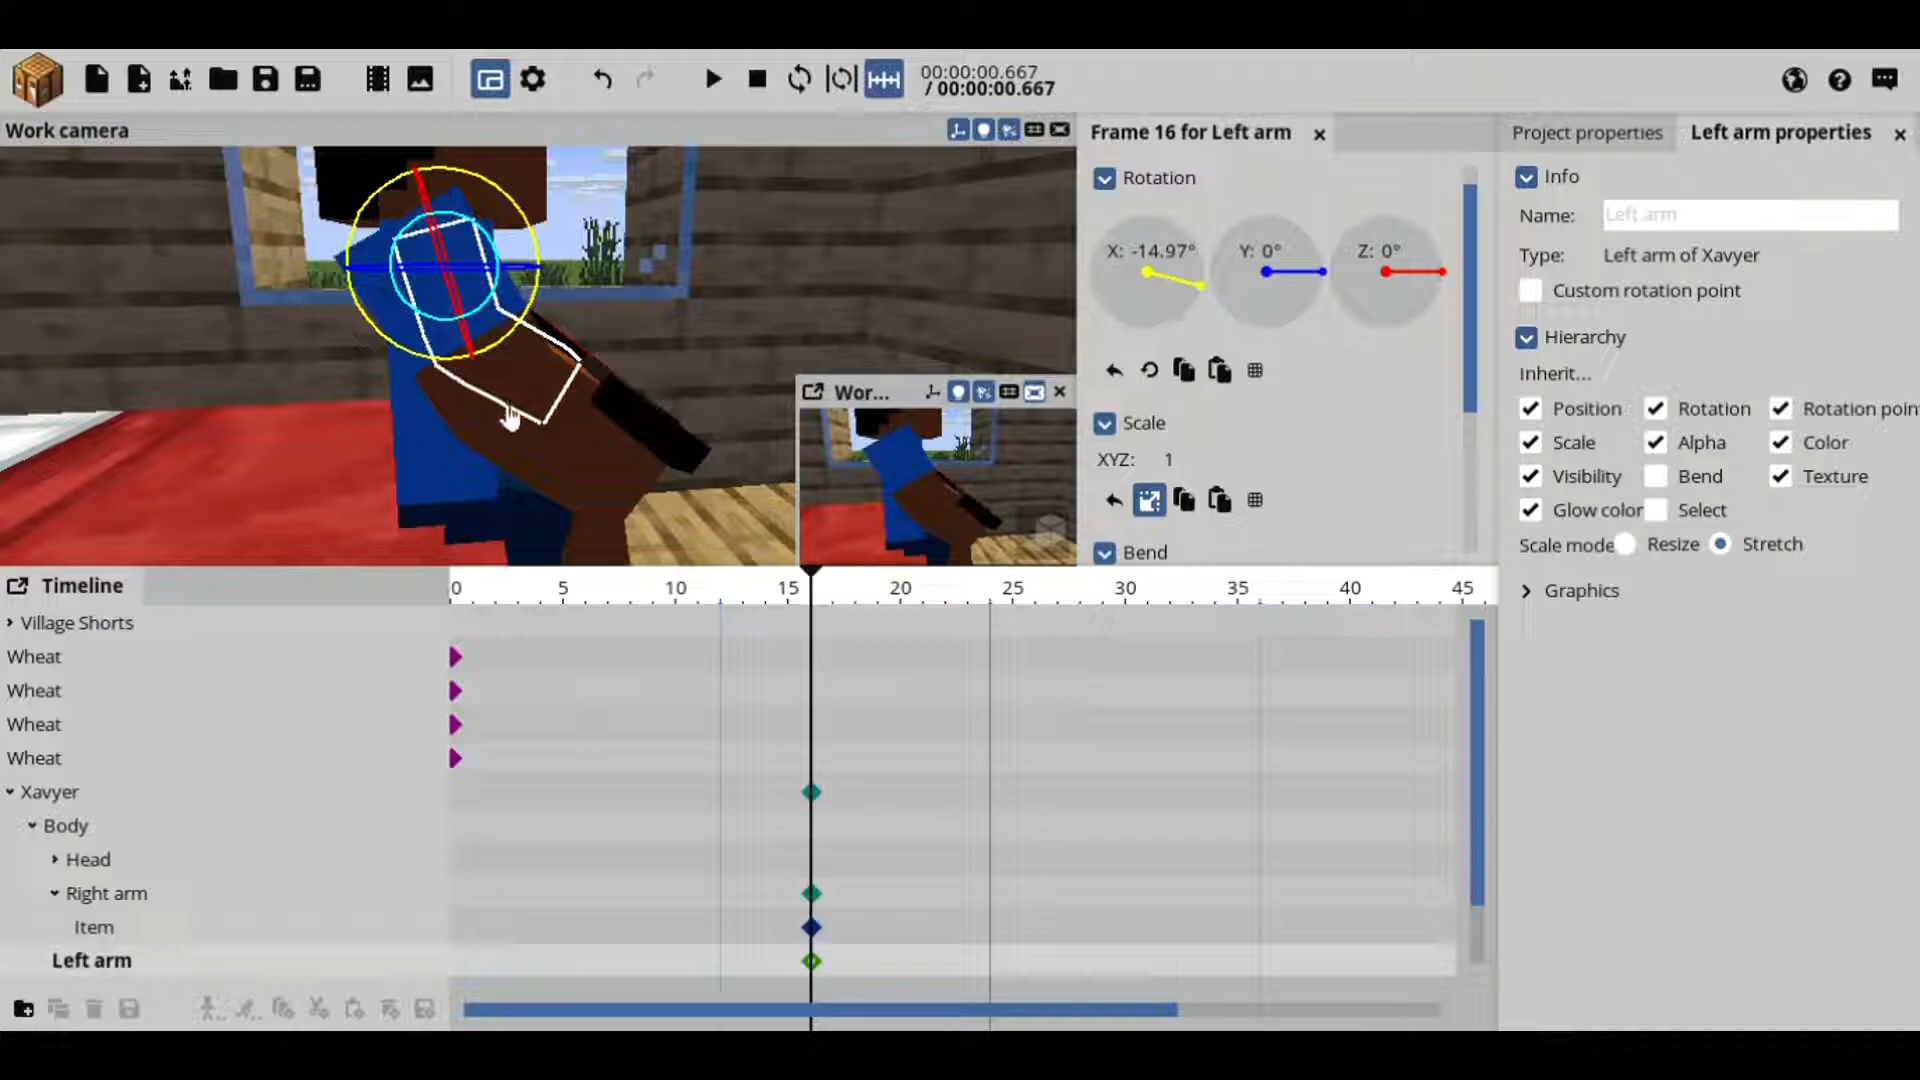 00:00:00.667
/ 00:00:00.667
Work camera
Frame 16 for Left arm
Project properties
Left arm properties
Rotation
X: -14.97°
Y: 0°
Z: 0°
Scale
XYZ: 1
Bend
Wor...
Info
Name: Left arm
Type: Left arm of Xavyer
Custom rotation point
Hierarchy
Inherit...
Position Rotation Rotation poin
Scale Alpha Color
Visibility Bend Texture
Glow color Select
Scale mode Resize Stretch
Graphics
Timeline
0 5 10 15 20 25 30 35 40 45
Village Shorts
Wheat
Wheat
Wheat
Wheat
Xavyer
Body
Head
Right arm
Item
Left arm